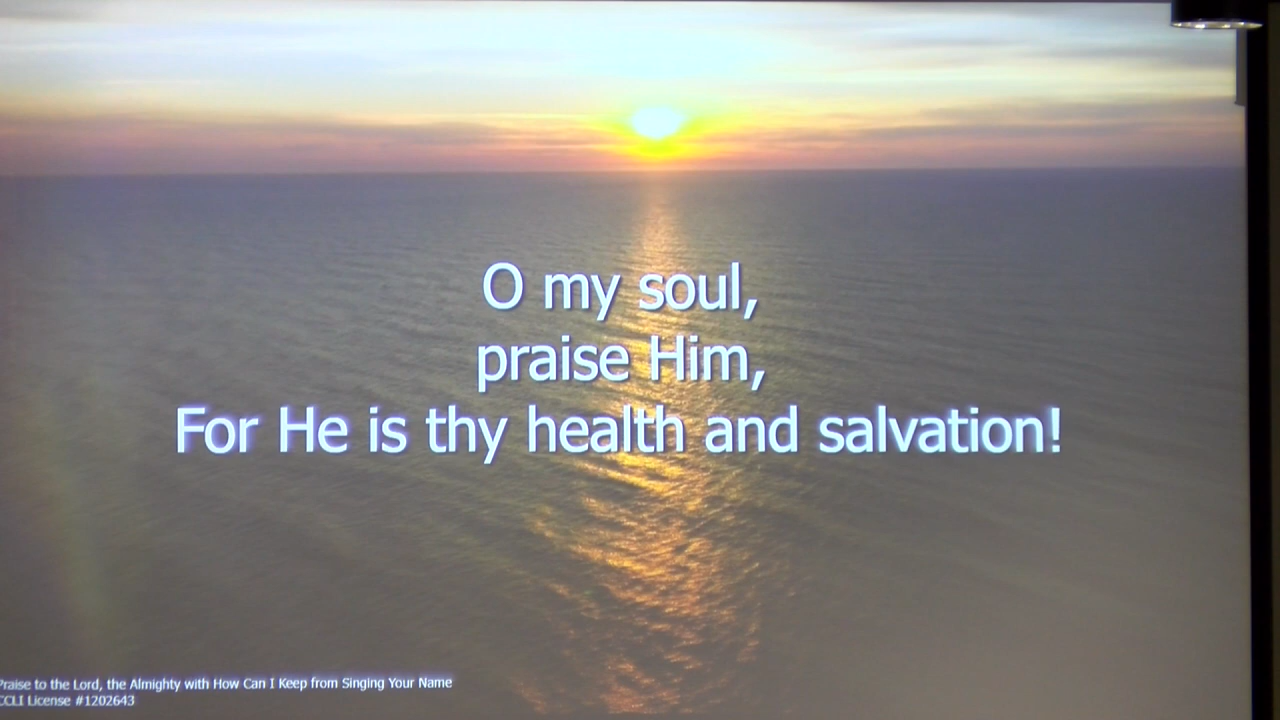 O my soul,
praise Him,
For He is thy health and salvation!
Praise to the Lord, the Almighty with How Can I Keep from Singing Your Name
CCLI License #1202643